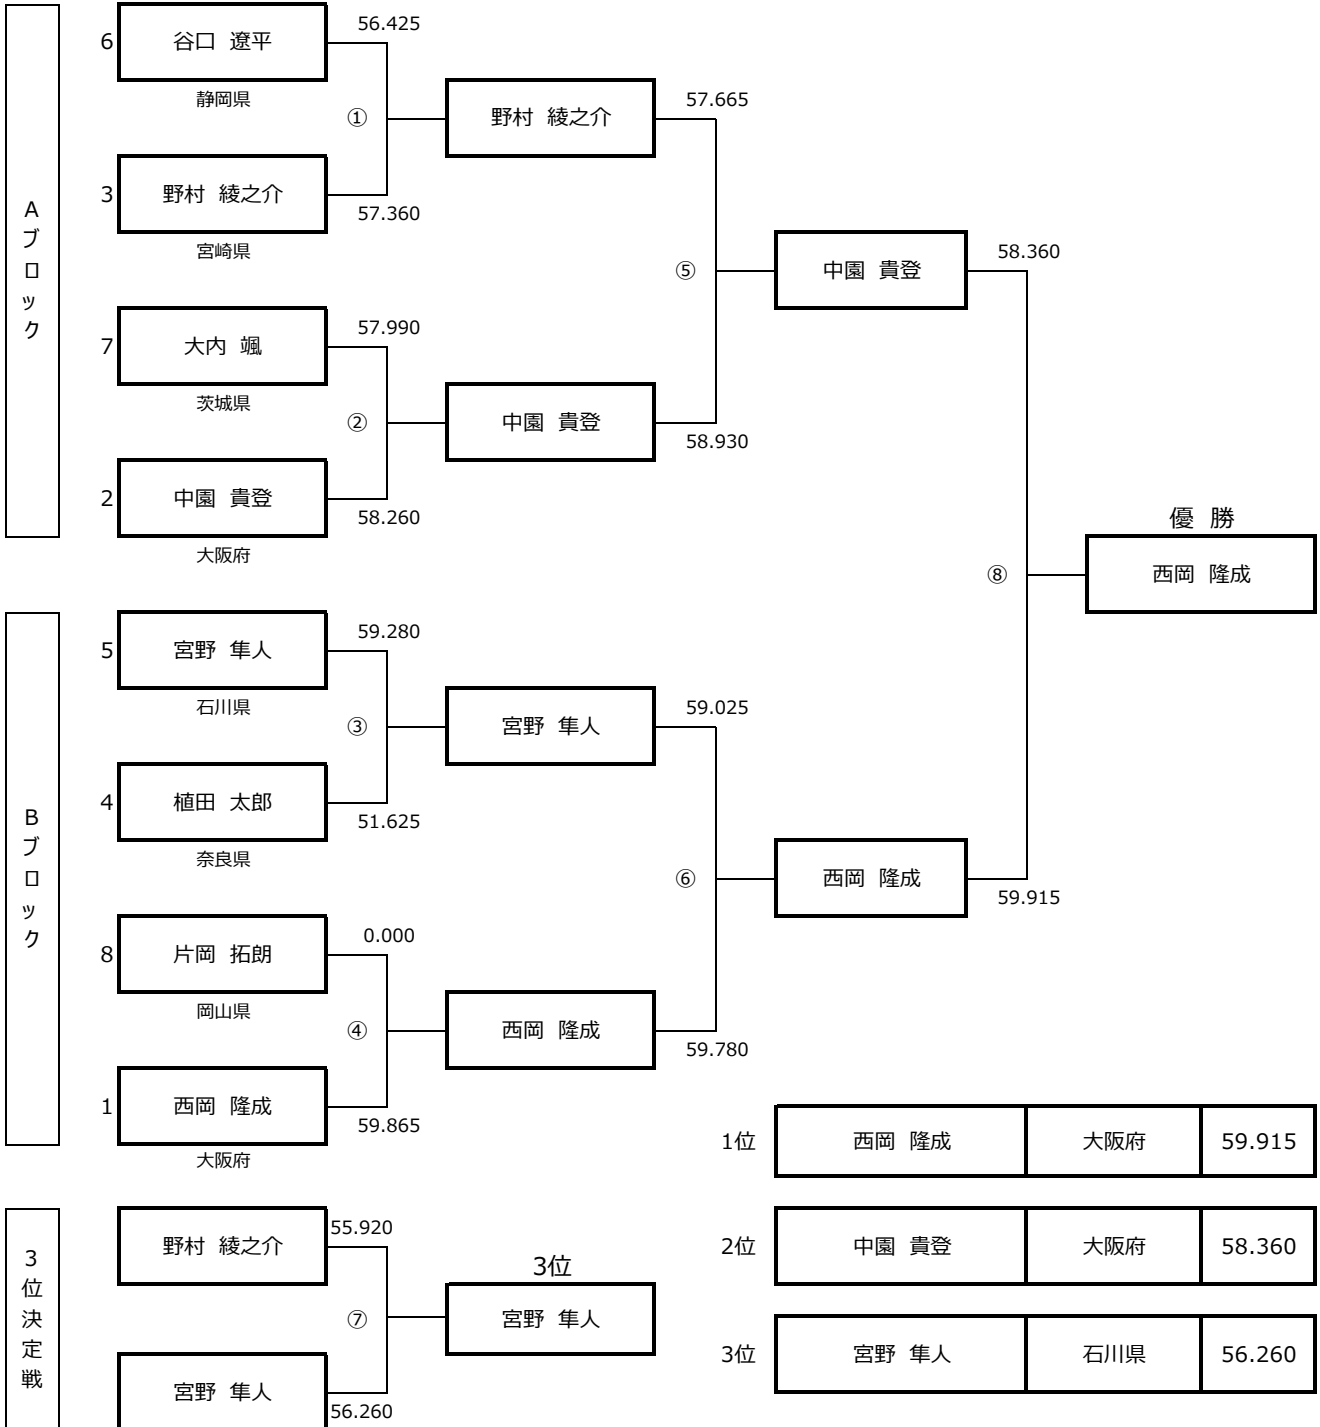 Aブロック
6
谷口 遼平
56.425
静岡県
①
野村 綾之介
57.665
3
野村 綾之介
57.360
宮崎県
⑤
中園 貴登
58.360
7
大内 颯
57.990
茨城県
②
中園 貴登
58.930
2
中園 貴登
58.260
大阪府
優 勝
⑧
西岡 隆成
Bブロック
5
宮野 隼人
59.280
石川県
③
宮野 隼人
59.025
4
植田 太郎
51.625
奈良県
⑥
西岡 隆成
59.915
8
片岡 拓朗
0.000
岡山県
④
西岡 隆成
59.780
1
西岡 隆成
59.865
大阪府
1位 西岡 隆成 大阪府 59.915
2位 中園 貴登 大阪府 58.360
3位 宮野 隼人 石川県 56.260
3位決定戦
野村 綾之介
55.920
3位
⑦
宮野 隼人
宮野 隼人
56.260